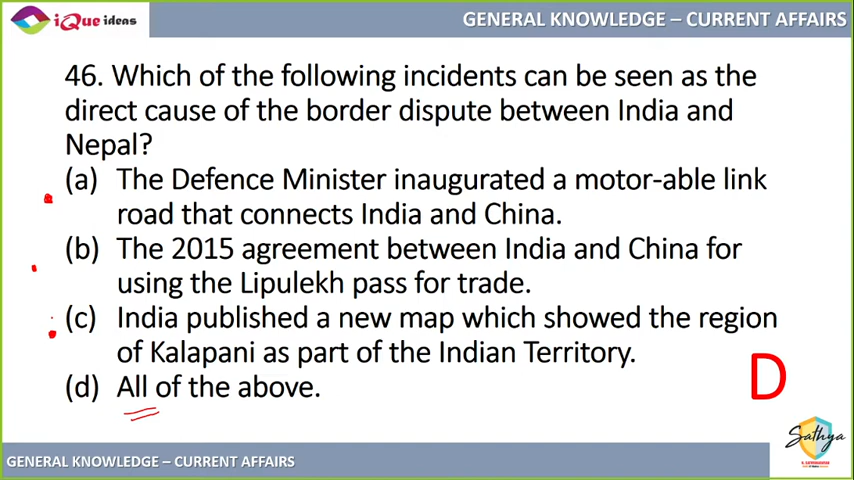 iQue ideas
GENERAL KNOWLEDGE – CURRENT AFFAIRS
46. Which of the following incidents can be seen as the
direct cause of the border dispute between India and
Nepal?
(a) The Defence Minister inaugurated a motor-able link
road that connects India and China.
(b) The 2015 agreement between India and China for
using the Lipulekh pass for trade.
(c) India published a new map which showed the region
of Kalapani as part of the Indian Territory.
(d) All of the above.
D
Sathya
GENERAL KNOWLEDGE – CURRENT AFFAIRS